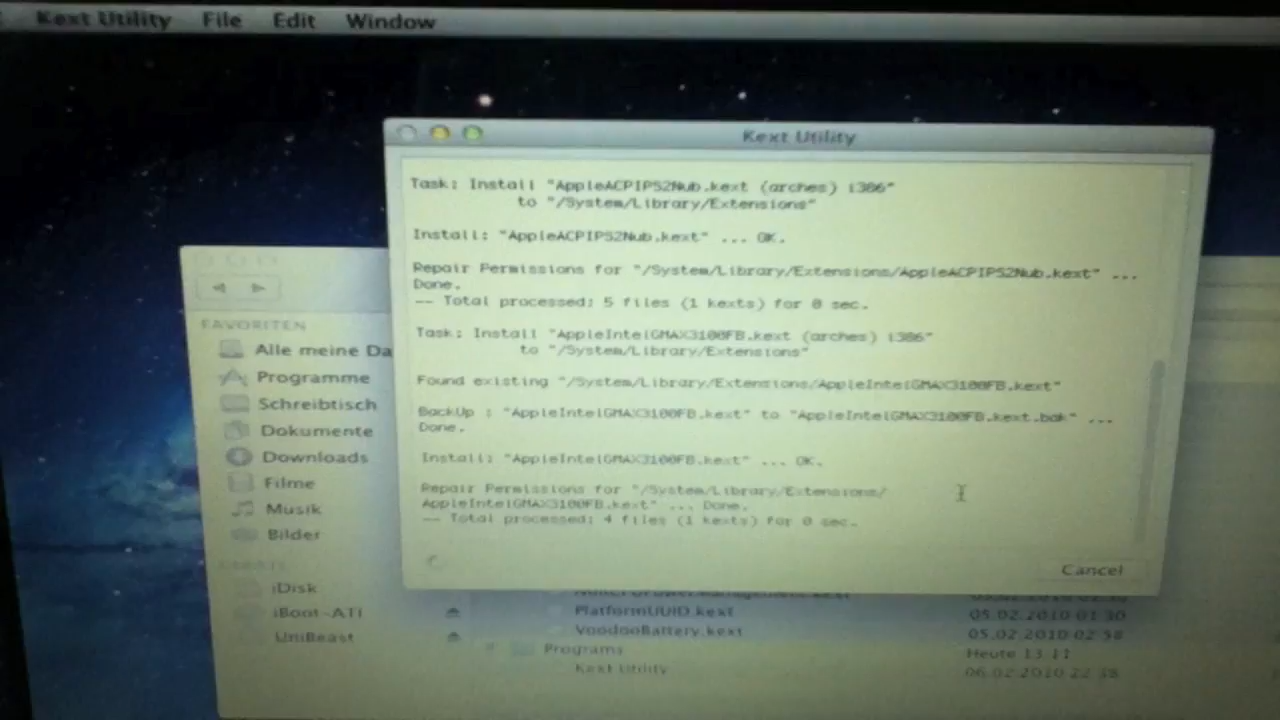 Kext Utility File Edit Window
Kext Utility
Task: Install "AppleACPIPS2Nub.kext (arches) i386"
to "/System/Library/Extensions"
Install: "AppleACPIPS2Nub.kext" ... OK.
Repair Permissions for "/System/Library/Extensions/AppleACPIPS2Nub.kext" ...
Done.
-- Total processed: 5 files (1 kexts) for 0 sec.
Task: Install "AppleIntelGMAX3100FB.kext (arches) i386"
to "/System/Library/Extensions"
Found existing "/System/Library/Extensions/AppleIntelGMAX3100FB.kext"
BackUp : "AppleIntelGMAX3100FB.kext" to "AppleIntelGMAX3100FB.kext.bak" ...
Done.
Install: "AppleIntelGMAX3100FB.kext" ... OK.
Repair Permissions for "/System/Library/Extensions/
AppleIntelGMAX3100FB.kext" ... Done.
-- Total processed: 4 files (1 kexts) for 0 sec.
Cancel
FAVORITEN
Alle meine Da
Programme
Schreibtisch
Dokumente
Downloads
Filme
Musik
Bilder
iDisk
iBoot-ATI
UniBeast
PlatformUUID.kext 05.02.2010 01:30
VoodooBattery.kext 05.02.2010 02:58
Programs Heute 13:11
Kext Utility 06.02.2010 22:38